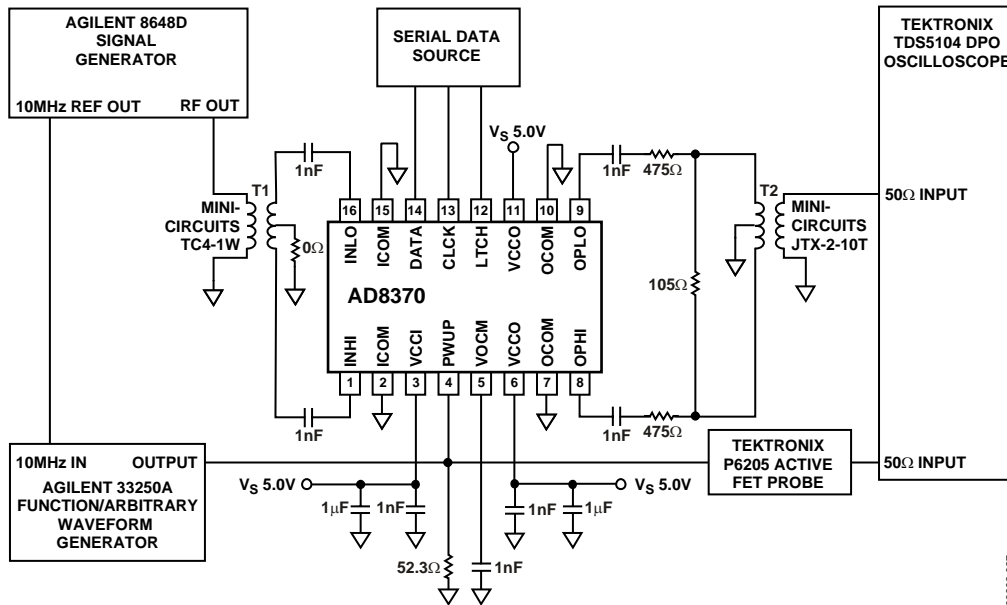 AGILENT 8648D
SIGNAL
GENERATOR
10MHz REF OUT RF OUT
SERIAL DATA
SOURCE
TEKTRONIX
TDS5104 DPO
OSCILLOSCOPE
VS 5.0V
1nF
1nF
475Ω
T1
MINI-
CIRCUITS
TC4-1W
0Ω
16 15 14 13 12 11 10 9
INLO ICOM DATA CLCK LTCH VCCO OCOM OPLO
AD8370
INHI ICOM VCCI PWUP VOCM VCCO OCOM OPHI
1 2 3 4 5 6 7 8
T2
MINI-
CIRCUITS
JTX-2-10T
50Ω INPUT
105Ω
1nF
1nF
475Ω
10MHz IN OUTPUT
AGILENT 33250A
FUNCTION/ARBITRARY
WAVEFORM
GENERATOR
TEKTRONIX
P6205 ACTIVE
FET PROBE
50Ω INPUT
VS 5.0V
1μF
1nF
1nF
1μF
VS 5.0V
52.3Ω
1nF